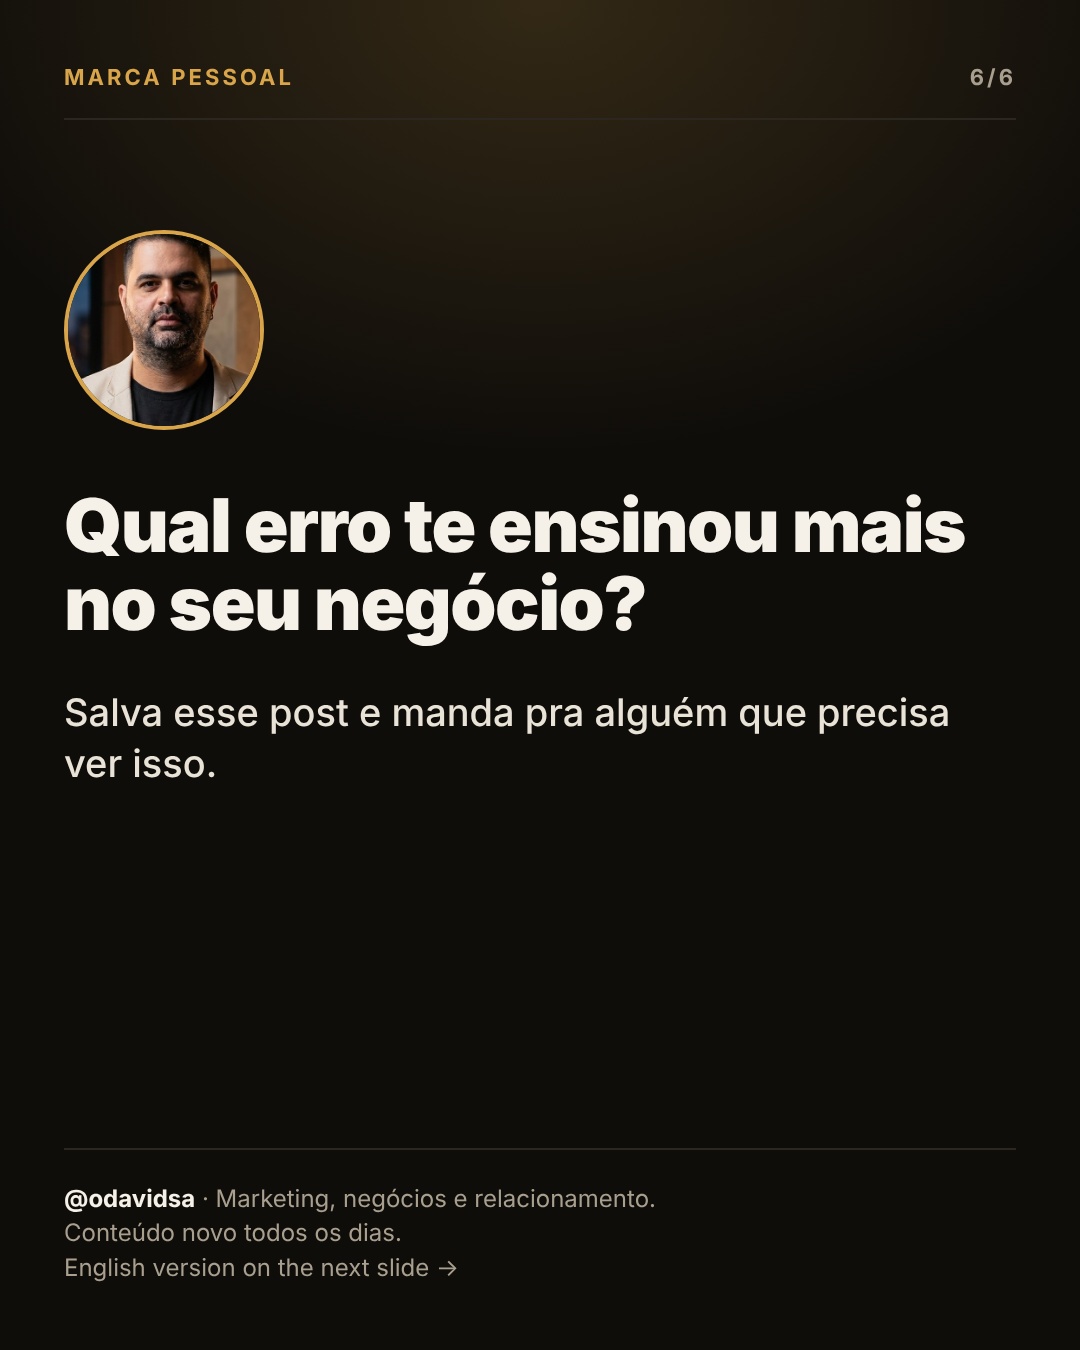 MARCA PESSOAL
6/6
Qual erro te ensinou mais
no seu negócio?
Salva esse post e manda pra alguém que precisa
ver isso.
@odavidsa · Marketing, negócios e relacionamento.
Conteúdo novo todos os dias.
English version on the next slide →